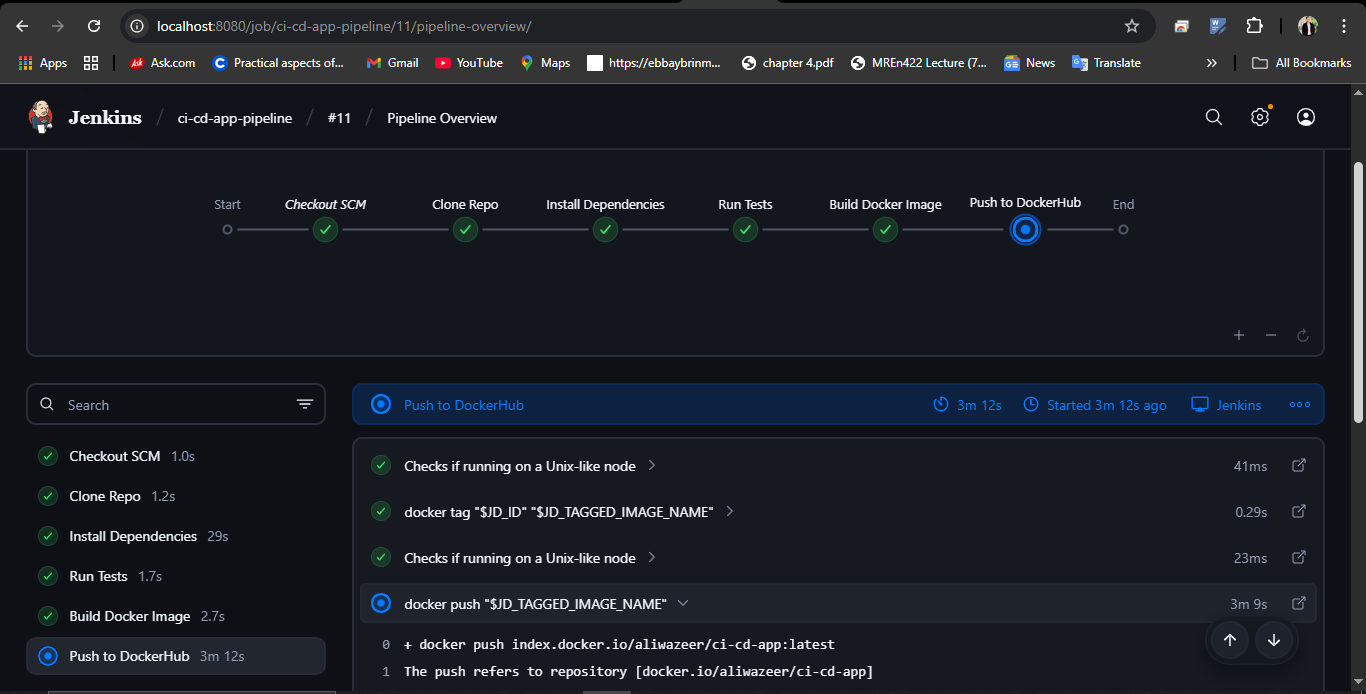 localhost:8080/job/ci-cd-app-pipeline/11/pipeline-overview/
Apps
Ask Ask.com
Practical aspects of...
Gmail
YouTube
Maps
https://ebbaybrinm...
chapter 4.pdf
MREn422 Lecture (7...
News
Translate
All Bookmarks
Jenkins / ci-cd-app-pipeline / #11 / Pipeline Overview
Start
Checkout SCM
Clone Repo
Install Dependencies
Run Tests
Build Docker Image
Push to DockerHub
End
Search
Checkout SCM 1.0s
Clone Repo 1.2s
Install Dependencies 29s
Run Tests 1.7s
Build Docker Image 2.7s
Push to DockerHub 3m 12s
Push to DockerHub 3m 12s Started 3m 12s ago Jenkins
Checks if running on a Unix-like node 41ms
docker tag "$JD_ID" "$JD_TAGGED_IMAGE_NAME" 0.29s
Checks if running on a Unix-like node 23ms
docker push "$JD_TAGGED_IMAGE_NAME" 3m 9s
0 + docker push index.docker.io/aliwazeer/ci-cd-app:latest
1 The push refers to repository [docker.io/aliwazeer/ci-cd-app]